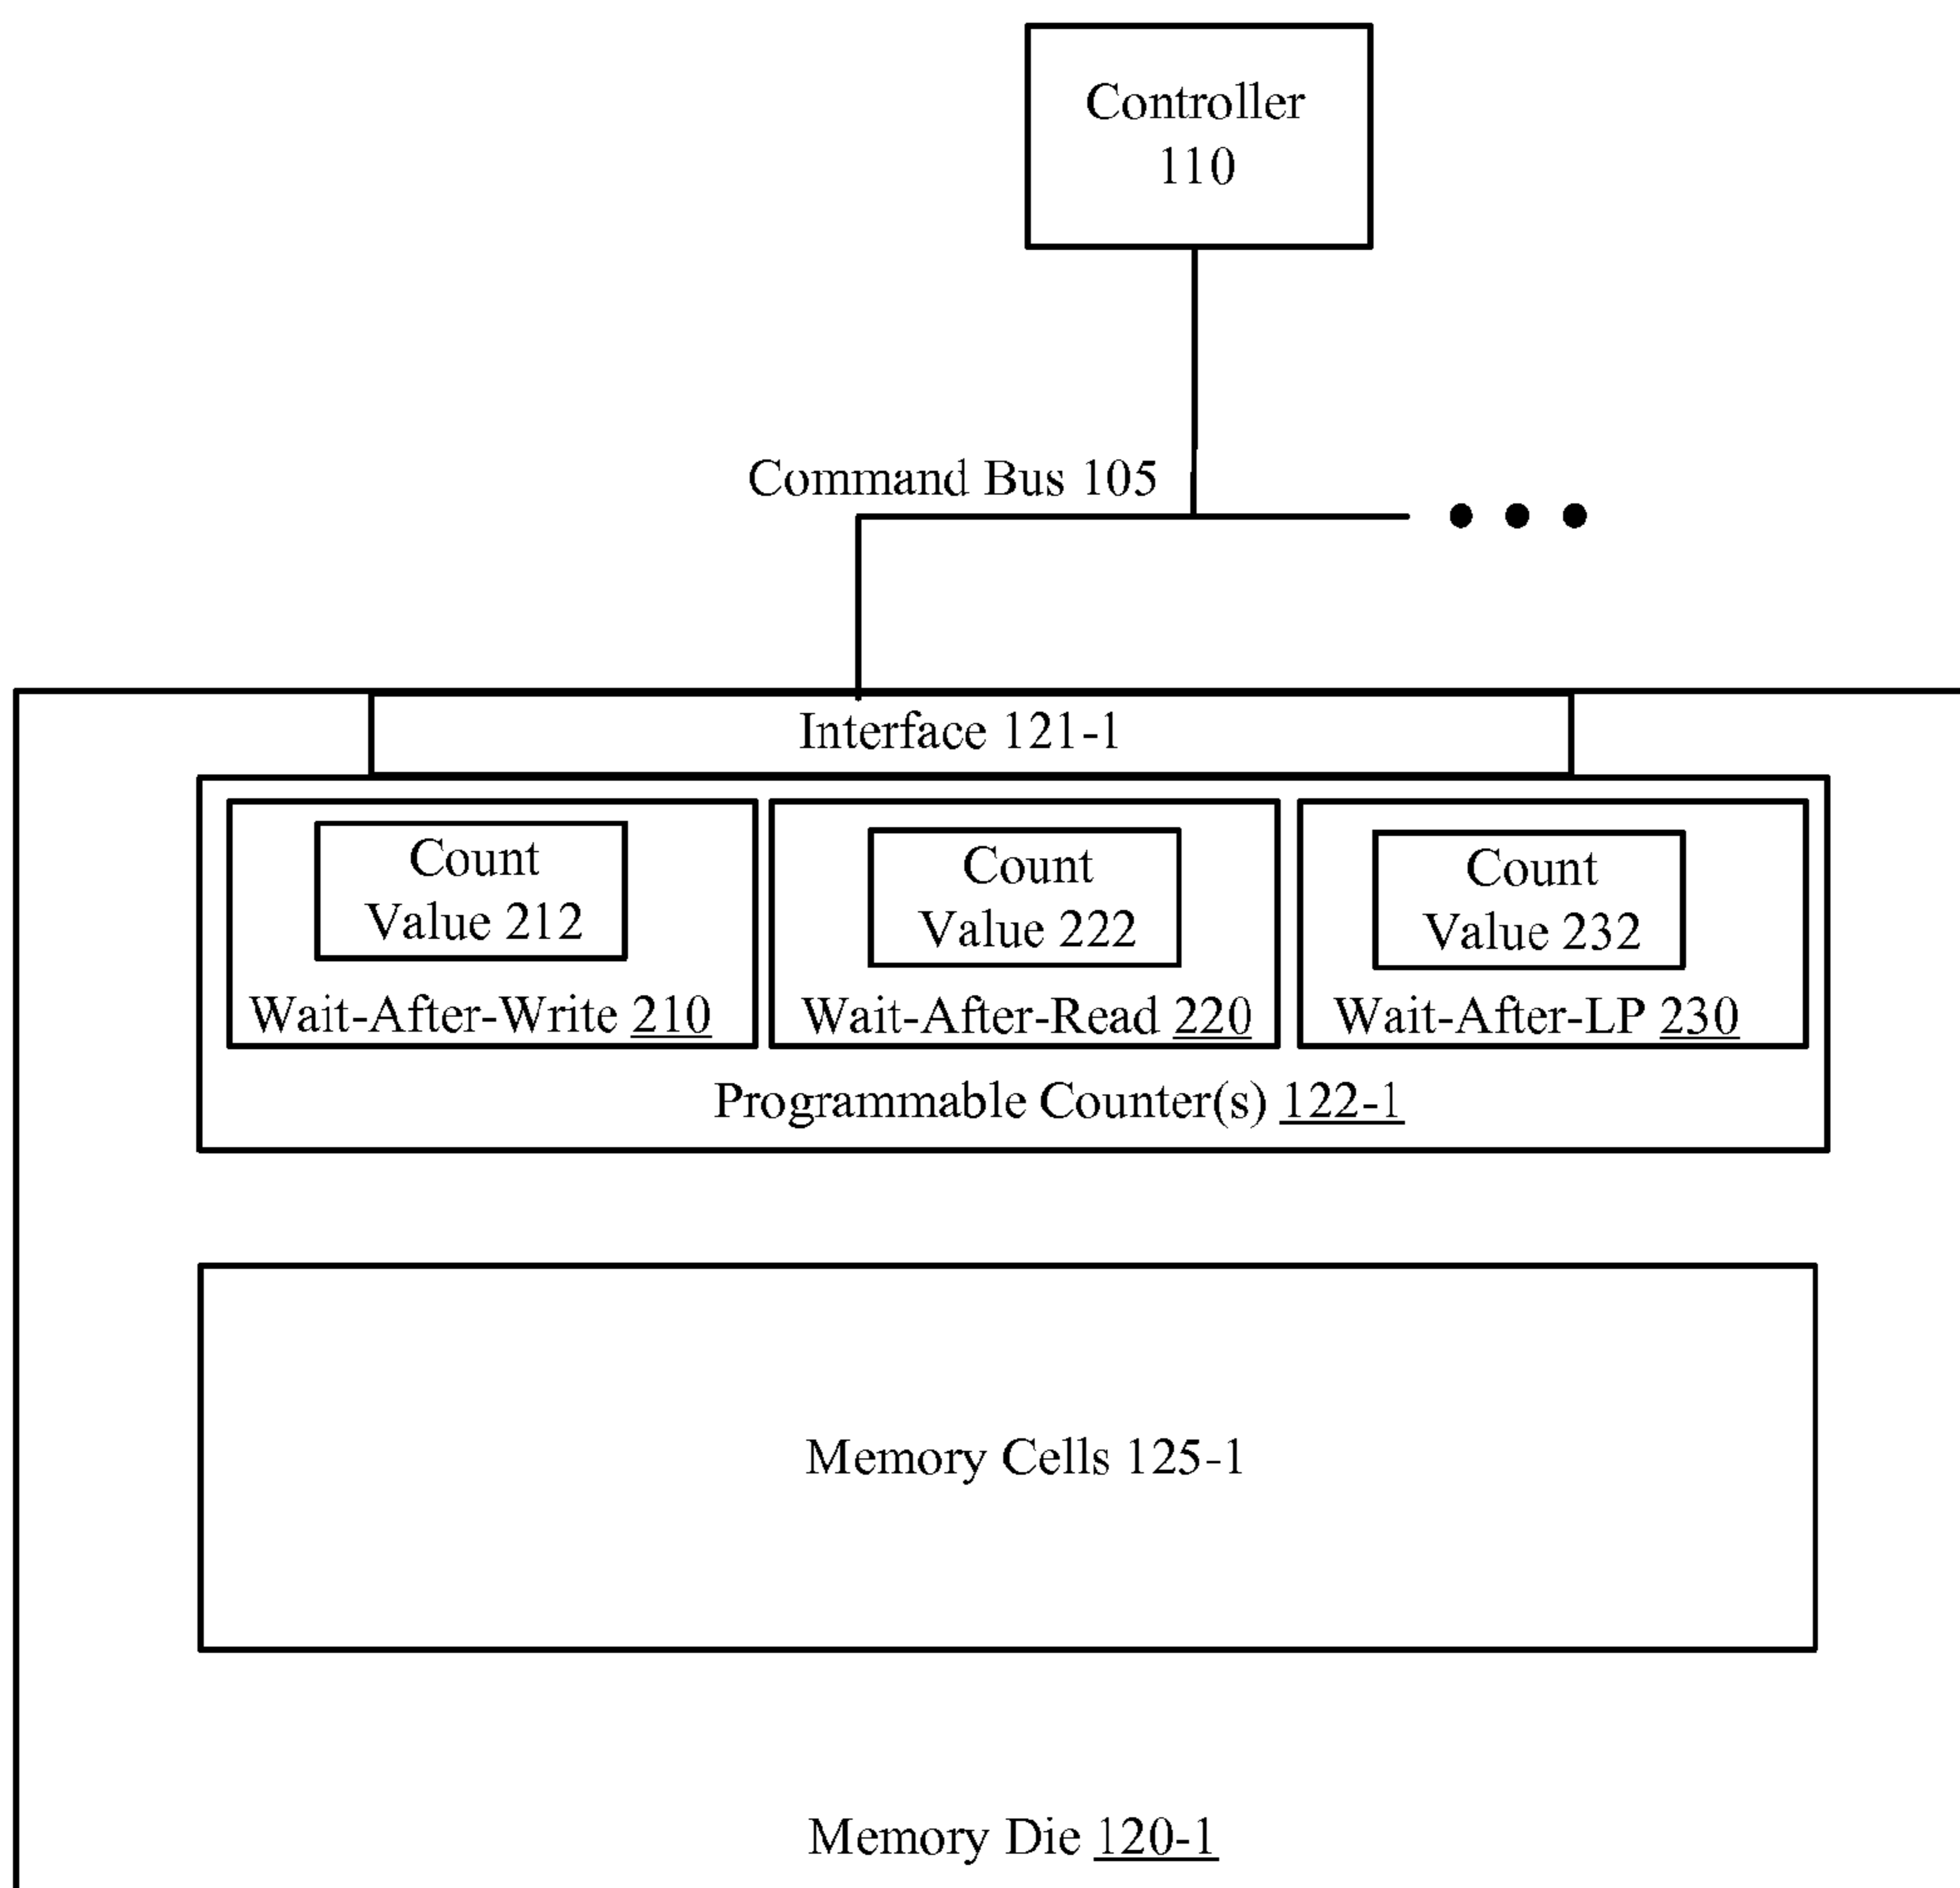 Controller
110
Command Bus 105
Interface 121-1
Count
Value 212
Wait-After-Write 210
Count
Value 222
Wait-After-Read 220
Count
Value 232
Wait-After-LP 230
Programmable Counter(s) 122-1
Memory Cells 125-1
Memory Die 120-1